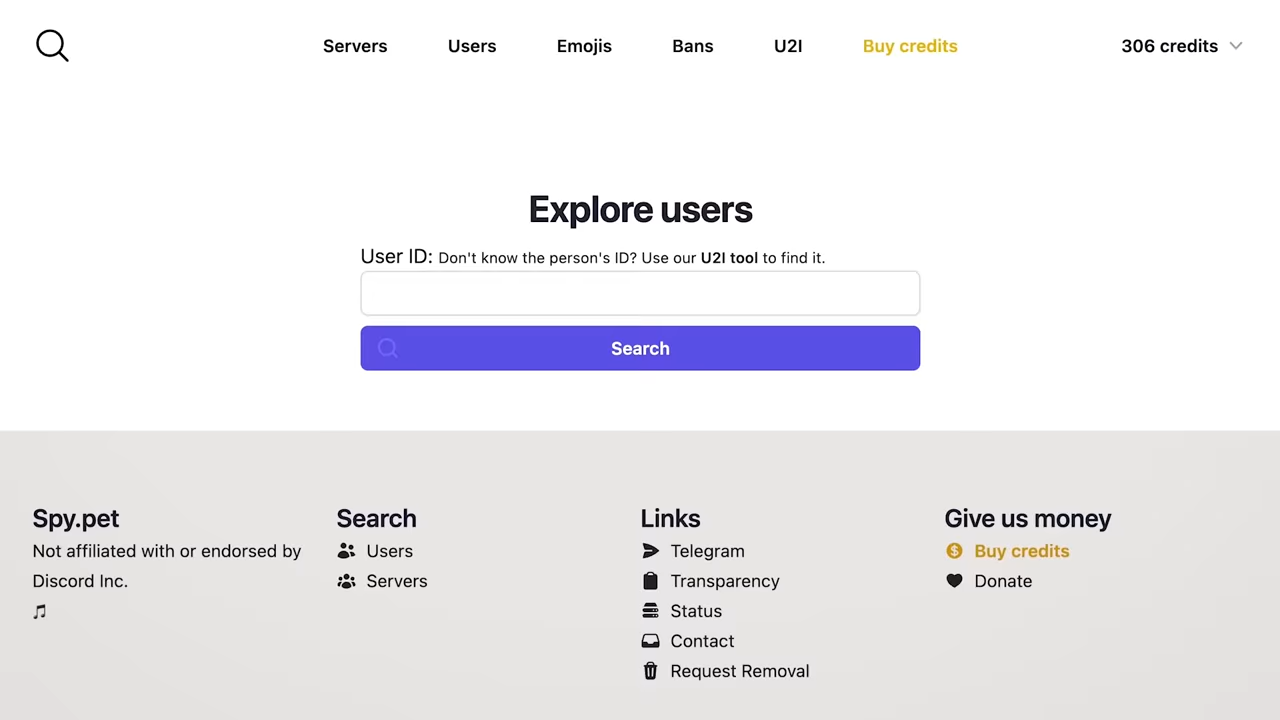 Servers Users Emojis Bans U2I Buy credits 306 credits
Explore users
User ID: Don't know the person's ID? Use our U2I tool to find it.
Search
Spy.pet
Not affiliated with or endorsed by
Discord Inc.
Search
Users
Servers
Links
Telegram
Transparency
Status
Contact
Request Removal
Give us money
Buy credits
Donate